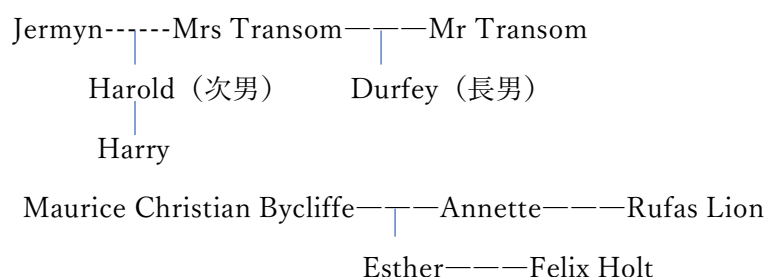 Jermyn------Mrs Transom―――Mr Transom
Harold（次男） Durfey（長男）
Harry
Maurice Christian Bycliffe―――Annette―――Rufas Lion
Esther―――Felix Holt